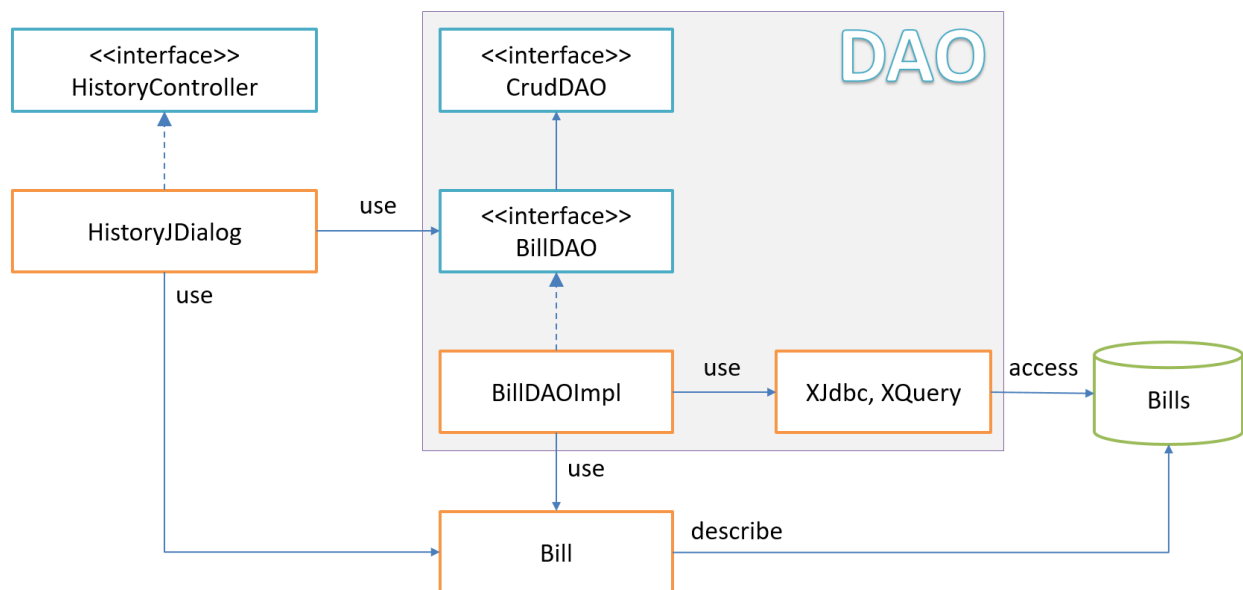 <<interface>>
HistoryController
<<interface>>
CrudDAO
DAO
HistoryJDialog
use
<<interface>>
BillDAO
use
BillDAOImpl
use
XJdbc, XQuery
access
Bills
use
Bill
describe